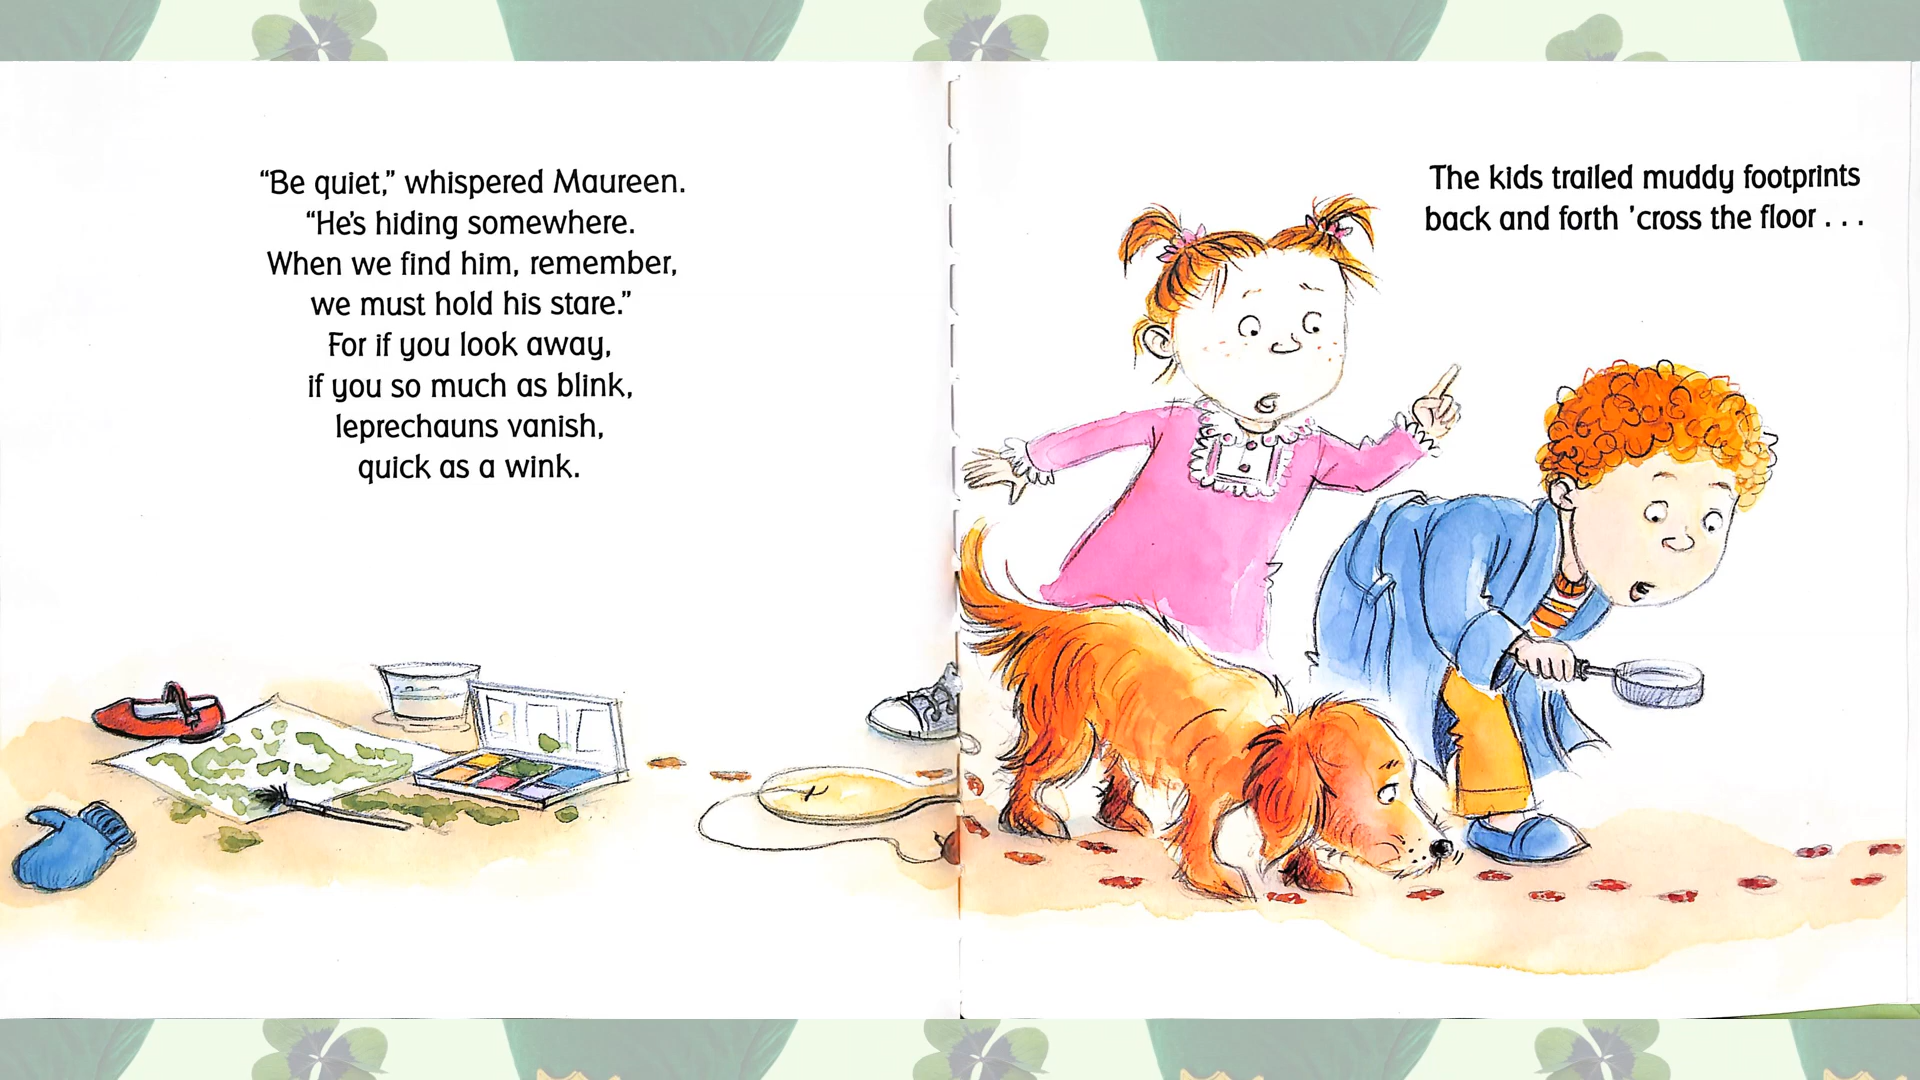 “Be quiet,” whispered Maureen.
“He’s hiding somewhere.
When we find him, remember,
we must hold his stare.”
For if you look away,
if you so much as blink,
leprechauns vanish,
quick as a wink.
The kids trailed muddy footprints
back and forth ’cross the floor . . .